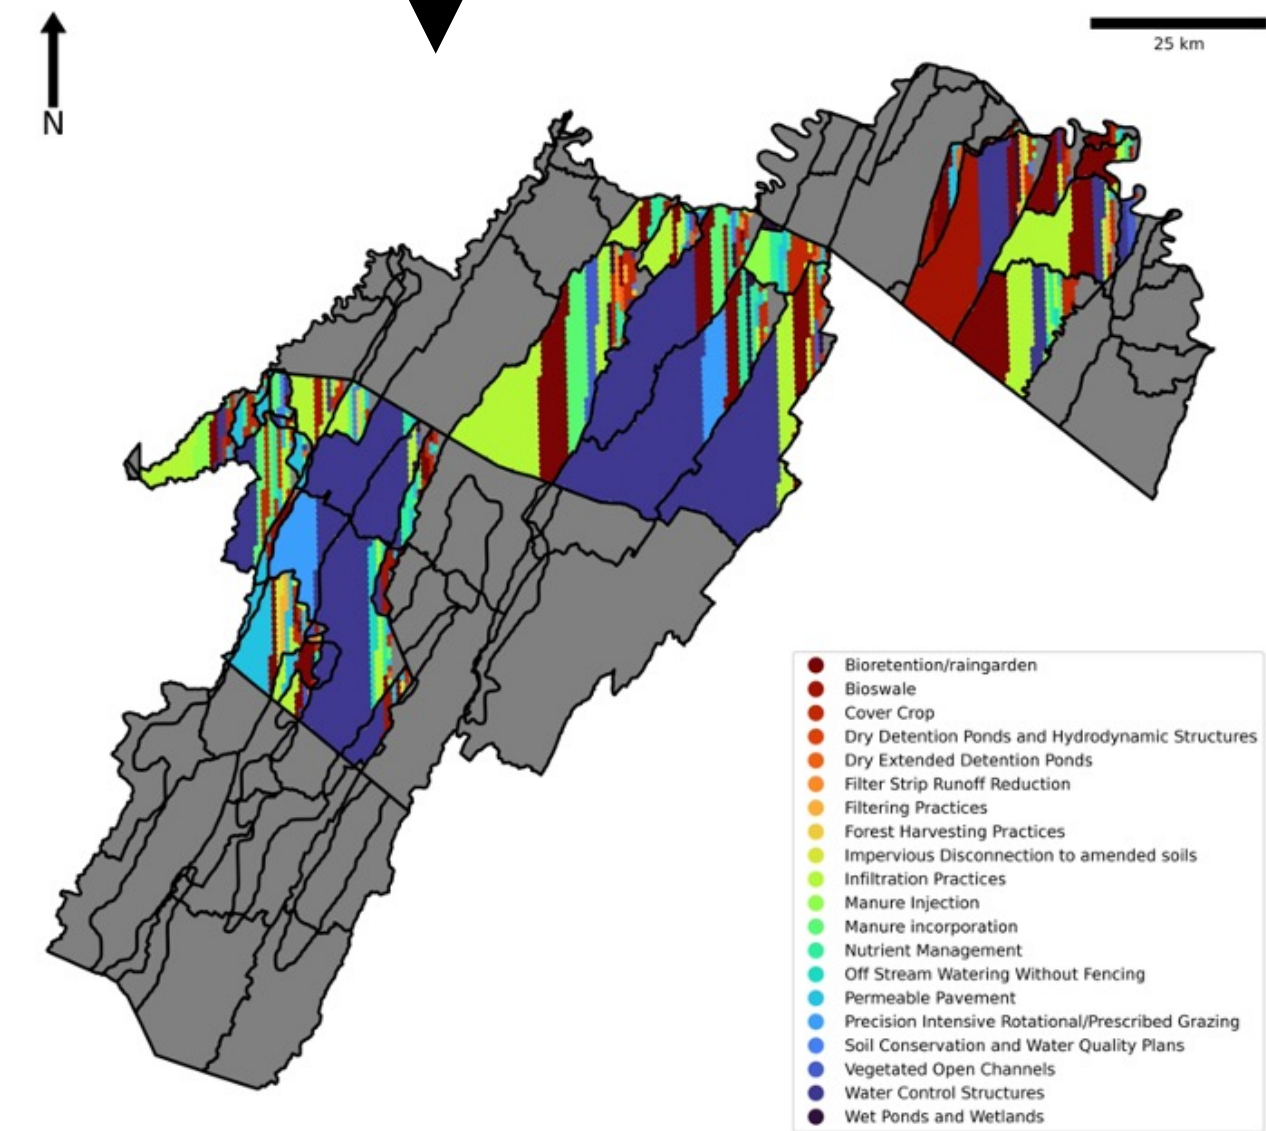 25 km
N
Bioretention/raingarden
Bioswale
Cover Crop
Dry Detention Ponds and Hydrodynamic Structures
Dry Extended Detention Ponds
Filter Strip Runoff Reduction
Filtering Practices
Forest Harvesting Practices
Impervious Disconnection to amended soils
Infiltration Practices
Manure Injection
Manure incorporation
Nutrient Management
Off Stream Watering Without Fencing
Permeable Pavement
Precision Intensive Rotational/Prescribed Grazing
Soil Conservation and Water Quality Plans
Vegetated Open Channels
Water Control Structures
Wet Ponds and Wetlands